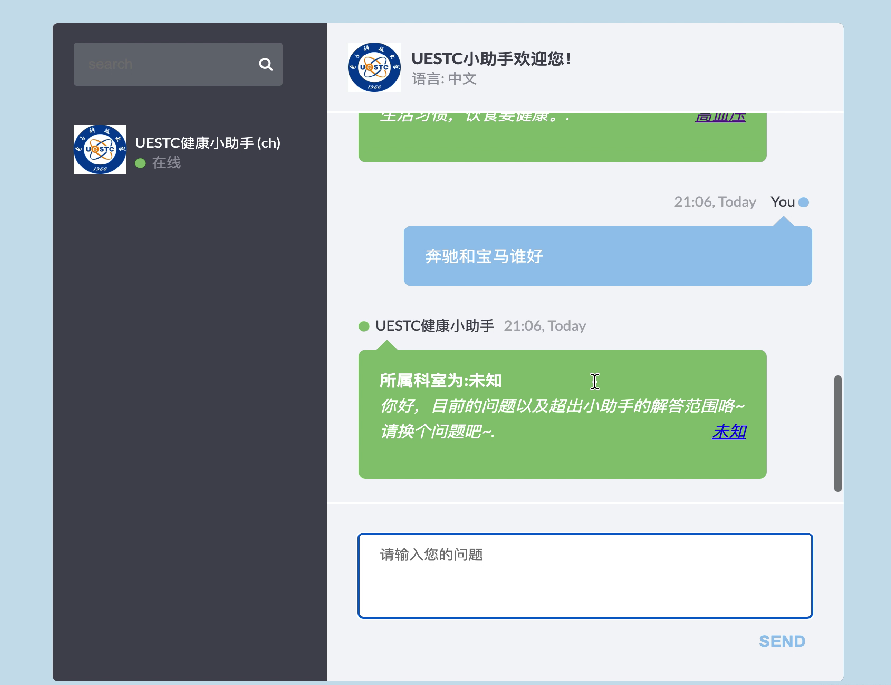 search
UESTC健康小助手 (ch)
在线
UESTC小助手欢迎您!
语言: 中文
生活习惯，饮食要健康。. 高血压
21:06, Today You
奔驰和宝马谁好
UESTC健康小助手 21:06, Today
所属科室为:未知
你好，目前的问题以及超出小助手的解答范围咯~
请换个问题吧~. 未知
请输入您的问题
SEND